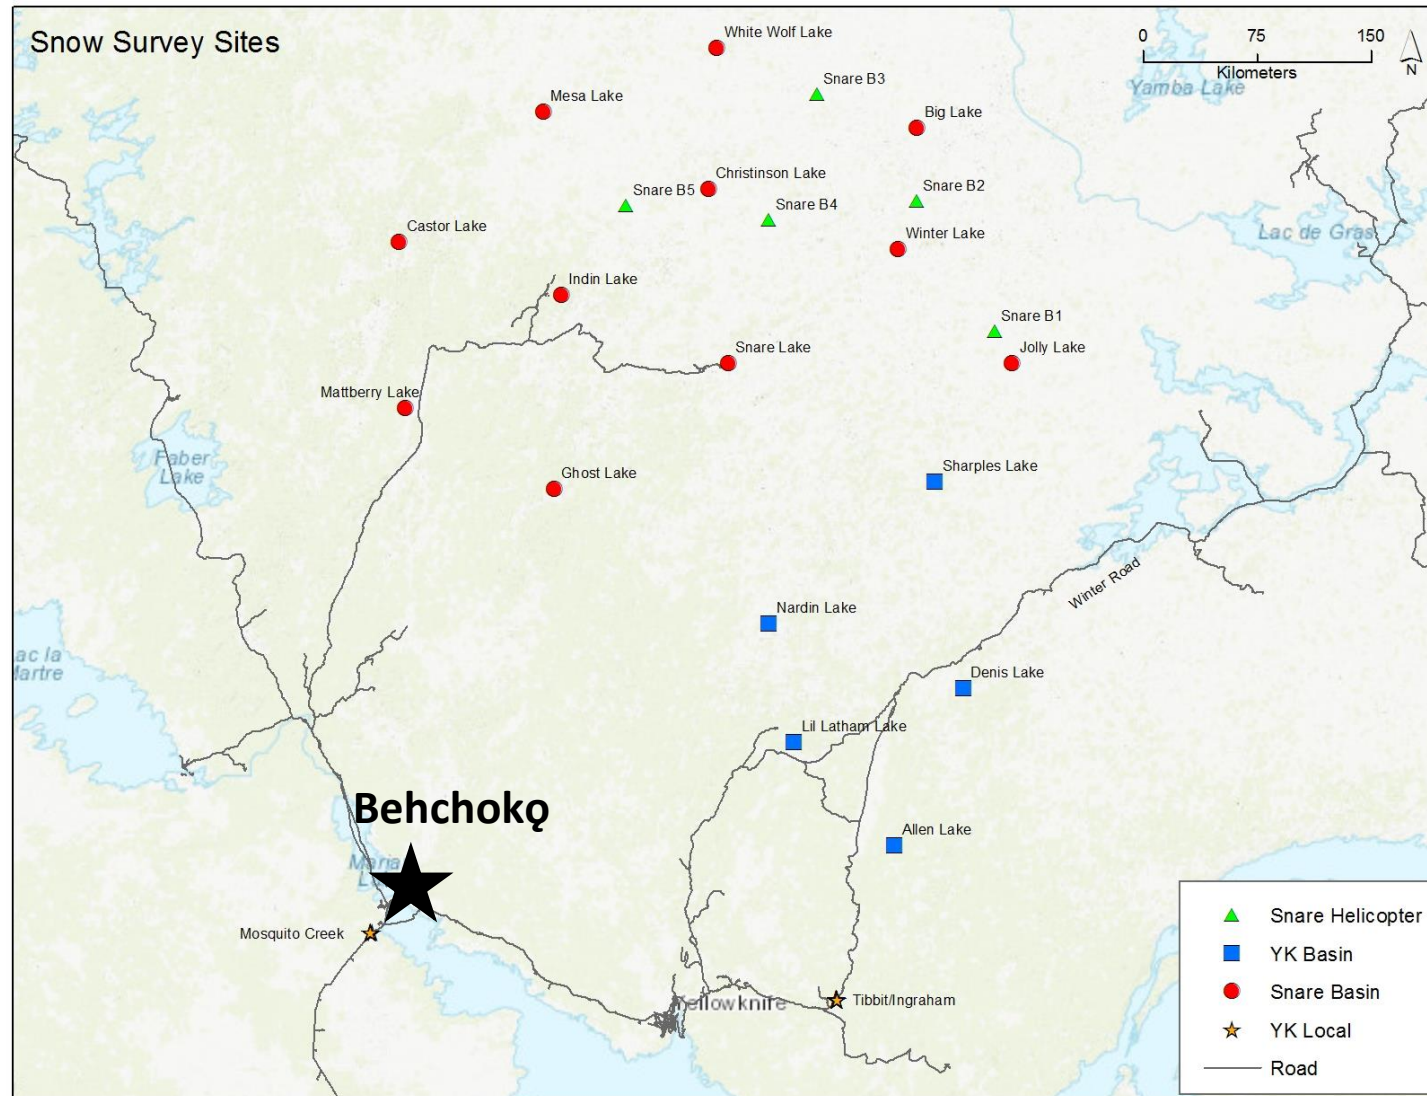 Snow Survey Sites
0 75 150
Kilometers
N
White Wolf Lake
Snare B3
Yamba Lake
Mesa Lake
Big Lake
Christinson Lake
Snare B5
Snare B2
Snare B4
Castor Lake
Winter Lake
Lac de Gras
Indin Lake
Snare B1
Snare Lake
Jolly Lake
Mattberry Lake
Faber
Lake
Ghost Lake
Sharples Lake
Winter Road
Nardin Lake
ac la
Martre
Denis Lake
Lil Latham Lake
Behchokǫ
Allen Lake
Maria
L
Mosquito Creek
Yellowknife
Tibbit/Ingraham
Snare Helicopter
YK Basin
Snare Basin
YK Local
Road